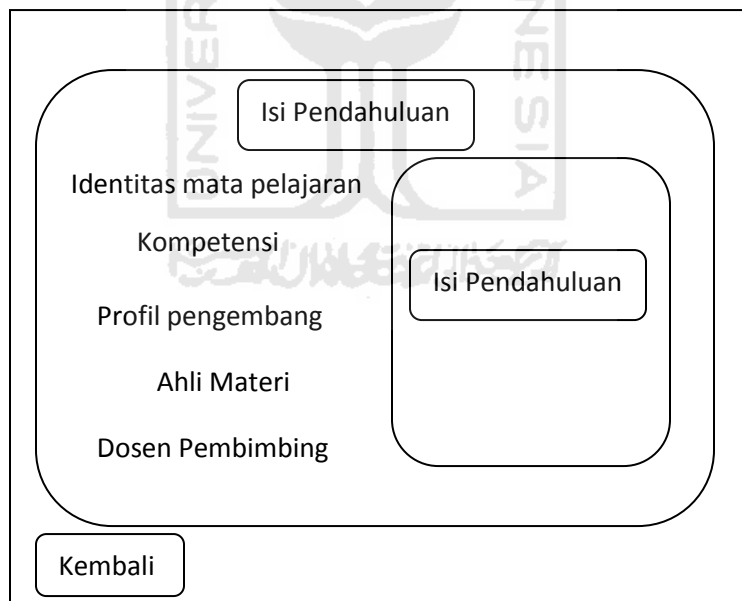 Isi Pendahuluan
Identitas mata pelajaran
Kompetensi
Profil pengembang
Ahli Materi
Dosen Pembimbing
Isi Pendahuluan
Kembali